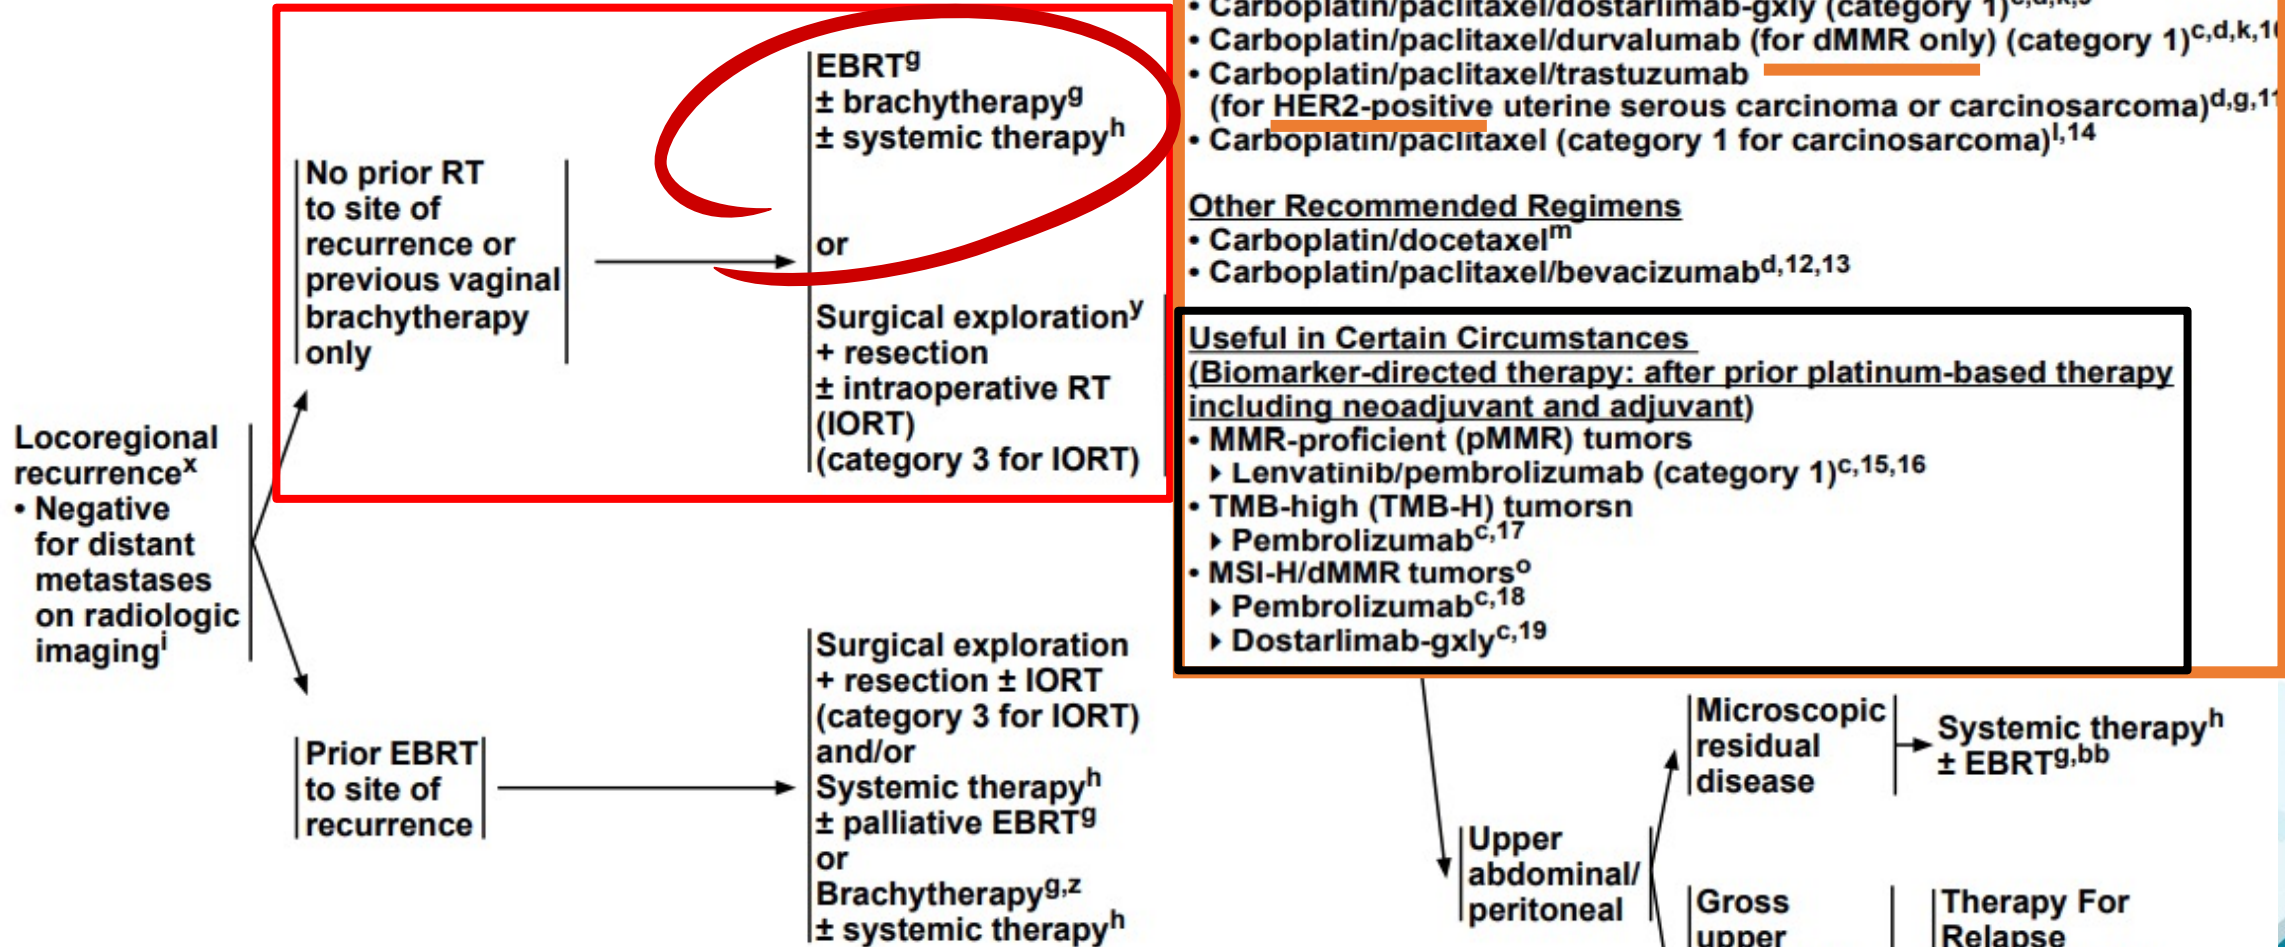 Locoregional
recurrencex
• Negative
for distant
metastases
on radiologic
imagingi
No prior RT
to site of
recurrence or
previous vaginal
brachytherapy
only
EBRTg
± brachytherapyg
± systemic therapyh
or
Surgical explorationy
+ resection
± intraoperative RT
(IORT)
(category 3 for IORT)
Prior EBRT
to site of
recurrence
Surgical exploration
+ resection ± IORT
(category 3 for IORT)
and/or
Systemic therapyh
± palliative EBRTg
or
Brachytherapyg,z
± systemic therapyh
• Carboplatin/paclitaxel/dostarlimab-gxly (category 1)
• Carboplatin/paclitaxel/durvalumab (for dMMR only) (category 1)c,d,k,10
• Carboplatin/paclitaxel/trastuzumab
(for HER2-positive uterine serous carcinoma or carcinosarcoma)d,g,11
• Carboplatin/paclitaxel (category 1 for carcinosarcoma)l,14
Other Recommended Regimens
• Carboplatin/docetaxelm
• Carboplatin/paclitaxel/bevacizumabd,12,13
Useful in Certain Circumstances
(Biomarker-directed therapy: after prior platinum-based therapy
including neoadjuvant and adjuvant)
• MMR-proficient (pMMR) tumors
▸ Lenvatinib/pembrolizumab (category 1)c,15,16
• TMB-high (TMB-H) tumorsn
▸ Pembrolizumabc,17
• MSI-H/dMMR tumorso
▸ Pembrolizumabc,18
▸ Dostarlimab-gxlyc,19
Upper
abdominal/
peritoneal
Microscopic
residual
disease
Systemic therapyh
± EBRTg,bb
Gross
upper
Therapy For
Relapse